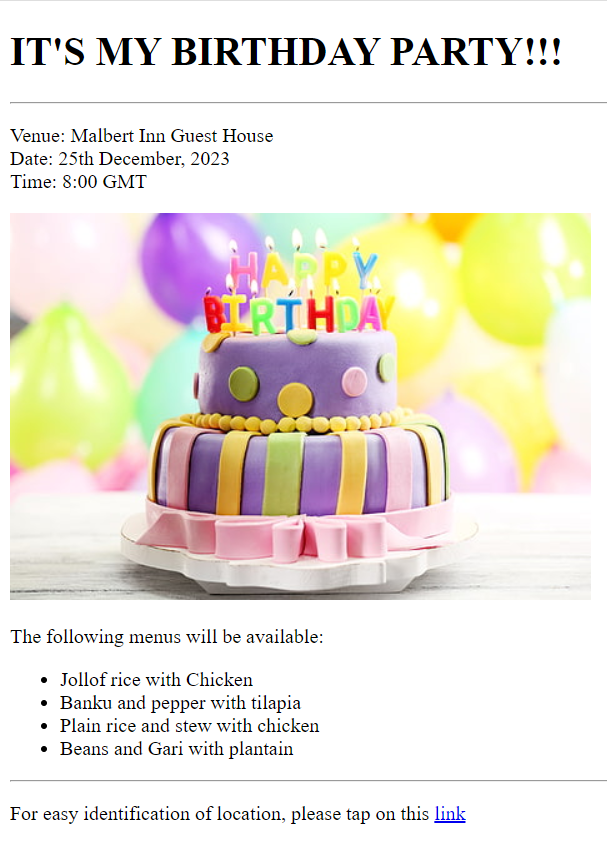 IT'S MY BIRTHDAY PARTY!!!
Venue: Malbert Inn Guest House
Date: 25th December, 2023
Time: 8:00 GMT
HAPPY
BIRTHDAY
The following menus will be available:
Jollof rice with Chicken
Banku and pepper with tilapia
Plain rice and stew with chicken
Beans and Gari with plantain
For easy identification of location, please tap on this link